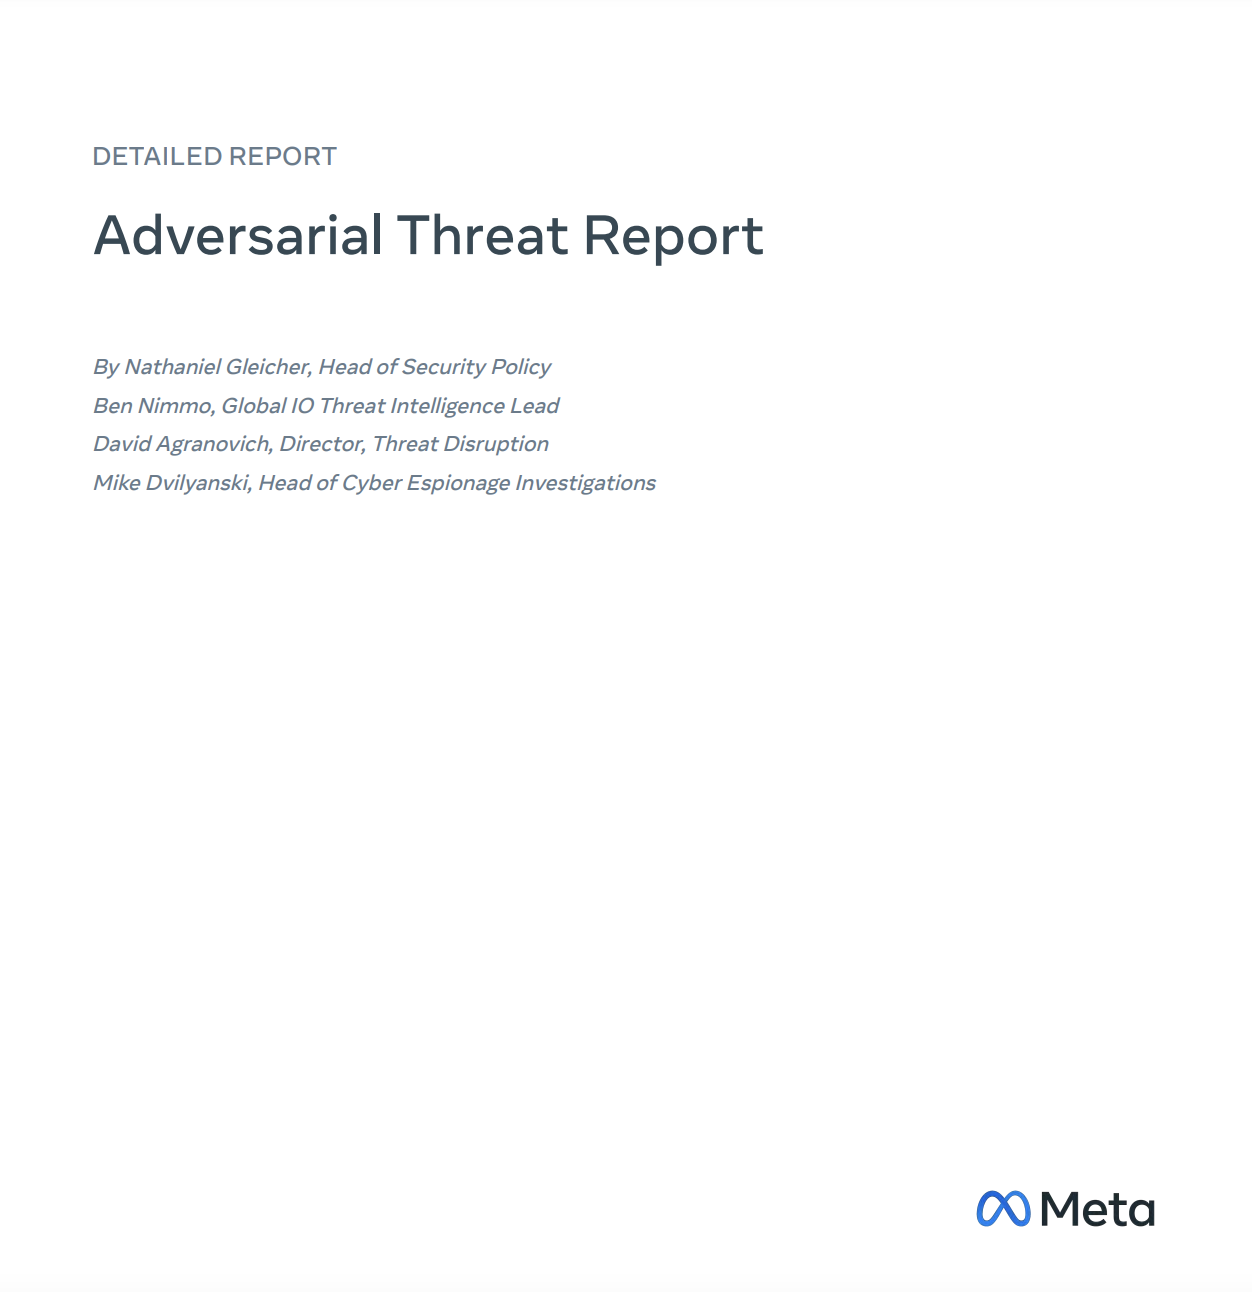 DETAILED REPORT
Adversarial Threat Report
By Nathaniel Gleicher, Head of Security Policy
Ben Nimmo, Global IO Threat Intelligence Lead
David Agranovich, Director, Threat Disruption
Mike Dvilyanski, Head of Cyber Espionage Investigations
Meta